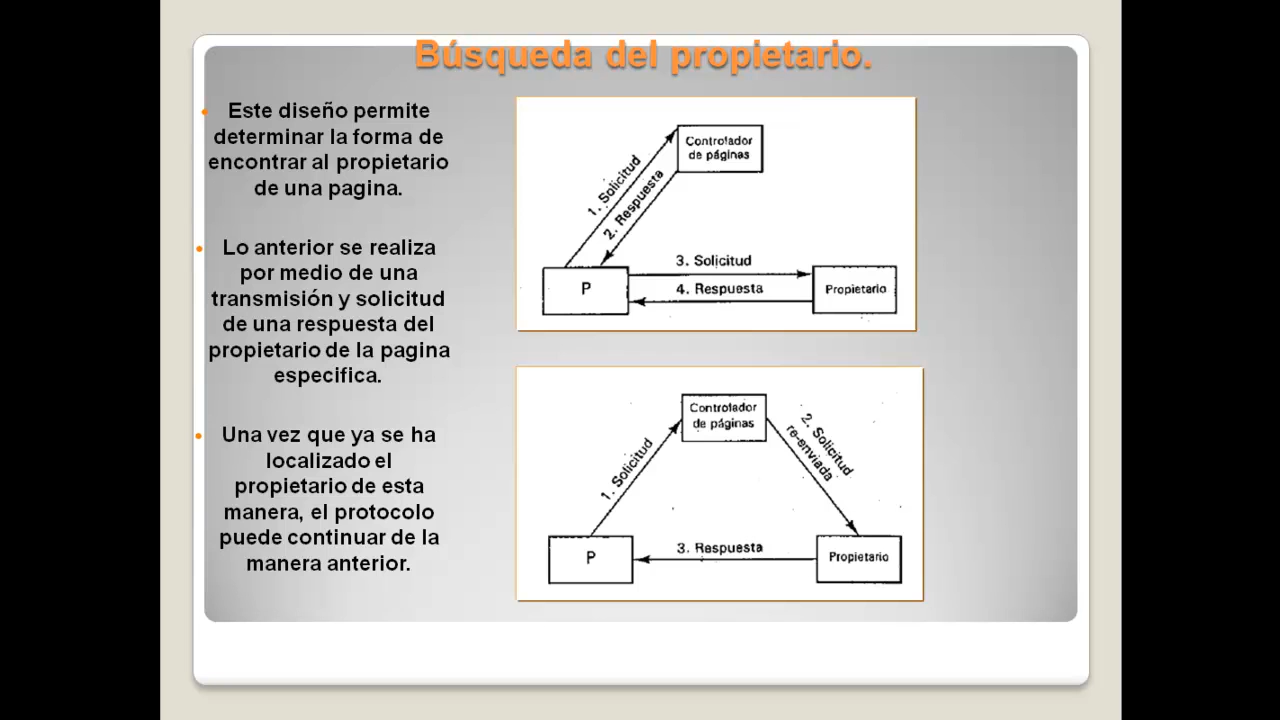 Búsqueda del propietario.
Este diseño permite
determinar la forma de
encontrar al propietario
de una pagina.
Lo anterior se realiza
por medio de una
transmisión y solicitud
de una respuesta del
propietario de la pagina
especifica.
Una vez que ya se ha
localizado el
propietario de esta
manera, el protocolo
puede continuar de la
manera anterior.
Controlador
de páginas
1. Solicitud
2. Respuesta
3. Solicitud
P
4. Respuesta
Propietario
Controlador
de páginas
1. Solicitud
2. Solicitud
re-enviada
3. Respuesta
P
Propietario